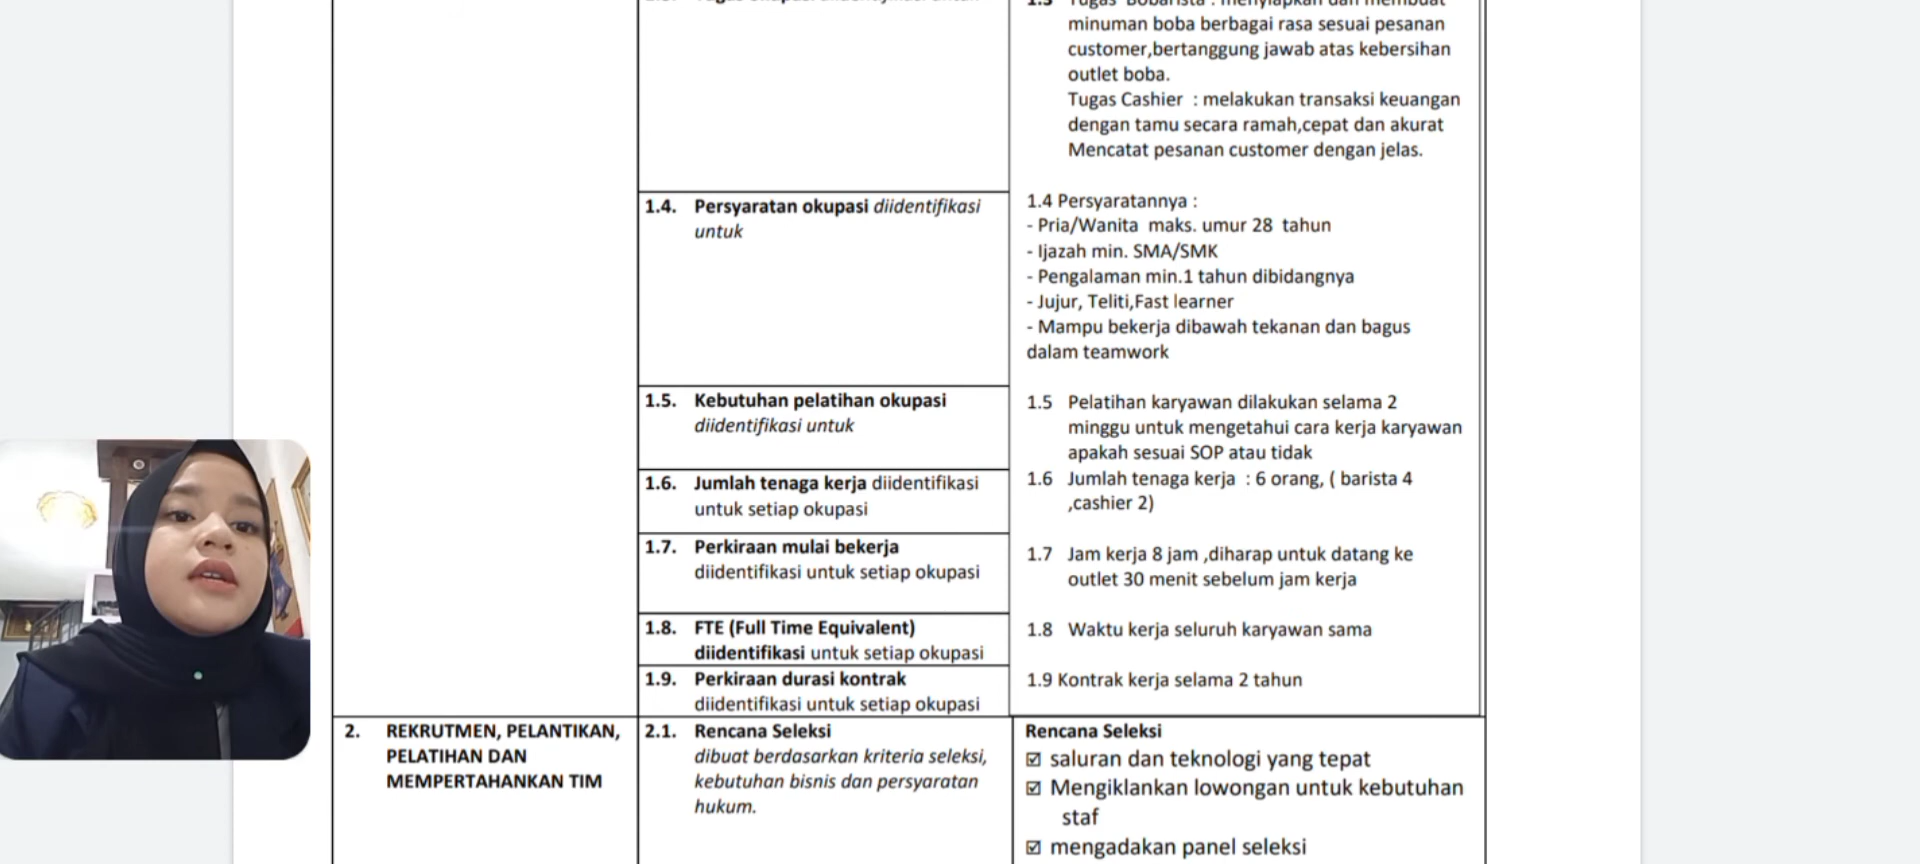 1.3 Tugas Bobarista : menyiapkan dan membuat
minuman boba berbagai rasa sesuai pesanan
customer,bertanggung jawab atas kebersihan
outlet boba.
Tugas Cashier : melakukan transaksi keuangan
dengan tamu secara ramah,cepat dan akurat
Mencatat pesanan customer dengan jelas.
1.4. Persyaratan okupasi diidentifikasi
untuk
1.4 Persyaratannya :
- Pria/Wanita maks. umur 28 tahun
- Ijazah min. SMA/SMK
- Pengalaman min.1 tahun dibidangnya
- Jujur, Teliti,Fast learner
- Mampu bekerja dibawah tekanan dan bagus
dalam teamwork
1.5. Kebutuhan pelatihan okupasi
diidentifikasi untuk
1.5 Pelatihan karyawan dilakukan selama 2
minggu untuk mengetahui cara kerja karyawan
apakah sesuai SOP atau tidak
1.6. Jumlah tenaga kerja diidentifikasi
untuk setiap okupasi
1.6 Jumlah tenaga kerja : 6 orang, ( barista 4
,cashier 2)
1.7. Perkiraan mulai bekerja
diidentifikasi untuk setiap okupasi
1.7 Jam kerja 8 jam ,diharap untuk datang ke
outlet 30 menit sebelum jam kerja
1.8. FTE (Full Time Equivalent)
diidentifikasi untuk setiap okupasi
1.8 Waktu kerja seluruh karyawan sama
1.9. Perkiraan durasi kontrak
diidentifikasi untuk setiap okupasi
1.9 Kontrak kerja selama 2 tahun
2. REKRUTMEN, PELANTIKAN,
PELATIHAN DAN
MEMPERTAHANKAN TIM
2.1. Rencana Seleksi
dibuat berdasarkan kriteria seleksi,
kebutuhan bisnis dan persyaratan
hukum.
Rencana Seleksi
☑ saluran dan teknologi yang tepat
☑ Mengiklankan lowongan untuk kebutuhan
staf
☑ mengadakan panel seleksi